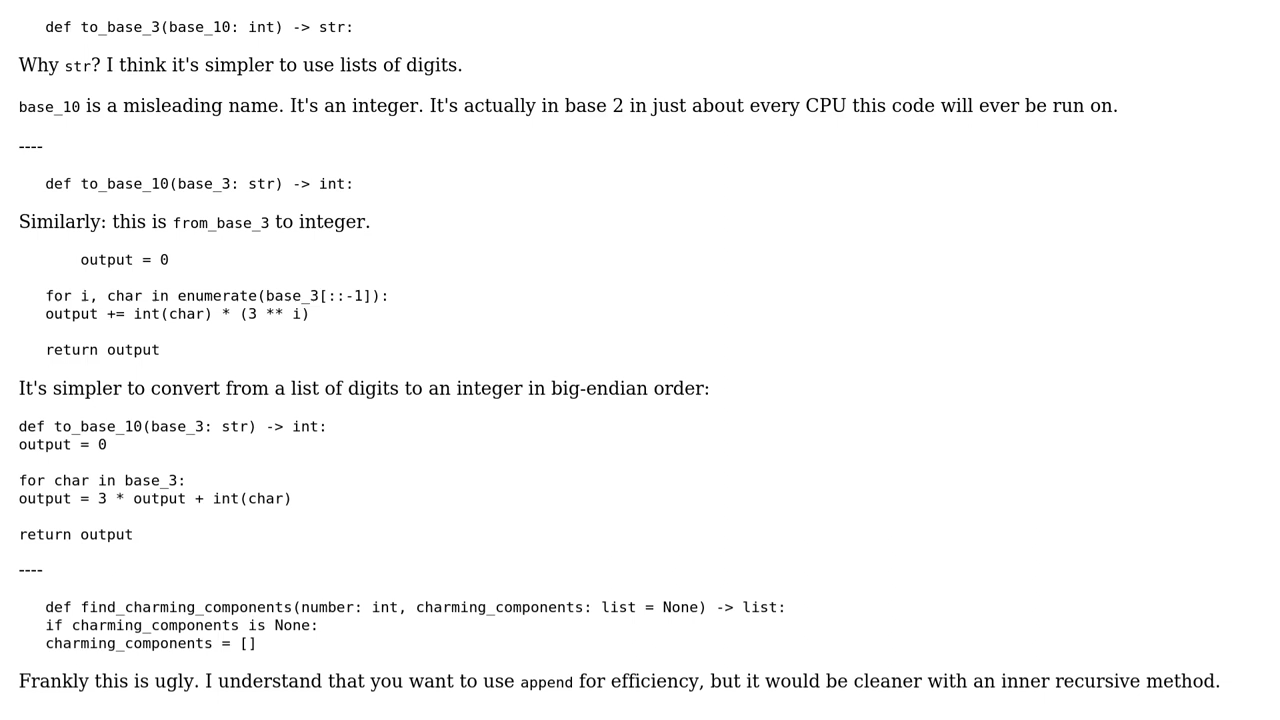 def to_base_3(base_10: int) -> str:
Why str? I think it's simpler to use lists of digits.
base_10 is a misleading name. It's an integer. It's actually in base 2 in just about every CPU this code will ever be run on.
----
def to_base_10(base_3: str) -> int:
Similarly: this is from_base_3 to integer.
output = 0
for i, char in enumerate(base_3[::-1]):
output += int(char) * (3 ** i)
return output
It's simpler to convert from a list of digits to an integer in big-endian order:
def to_base_10(base_3: str) -> int:
output = 0
for char in base_3:
output = 3 * output + int(char)
return output
----
def find_charming_components(number: int, charming_components: list = None) -> list:
if charming_components is None:
charming_components = []
Frankly this is ugly. I understand that you want to use append for efficiency, but it would be cleaner with an inner recursive method.